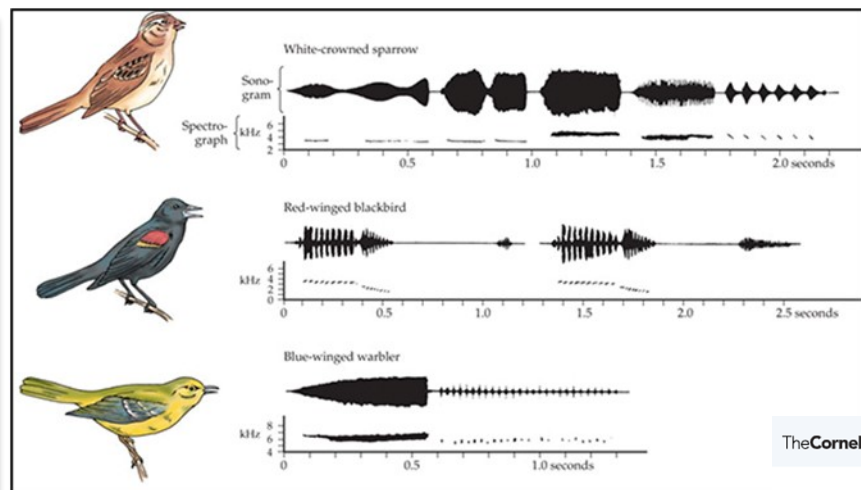 White-crowned sparrow
Sono-
gram
Spectro-
graph
kHz
6
4
2
0
0.5
1.0
1.5
2.0 seconds
Red-winged blackbird
kHz
6
4
2
0
0
0.5
1.0
1.5
2.0
2.5 seconds
Blue-winged warbler
kHz
8
6
4
0
0.5
1.0 seconds
TheCornel